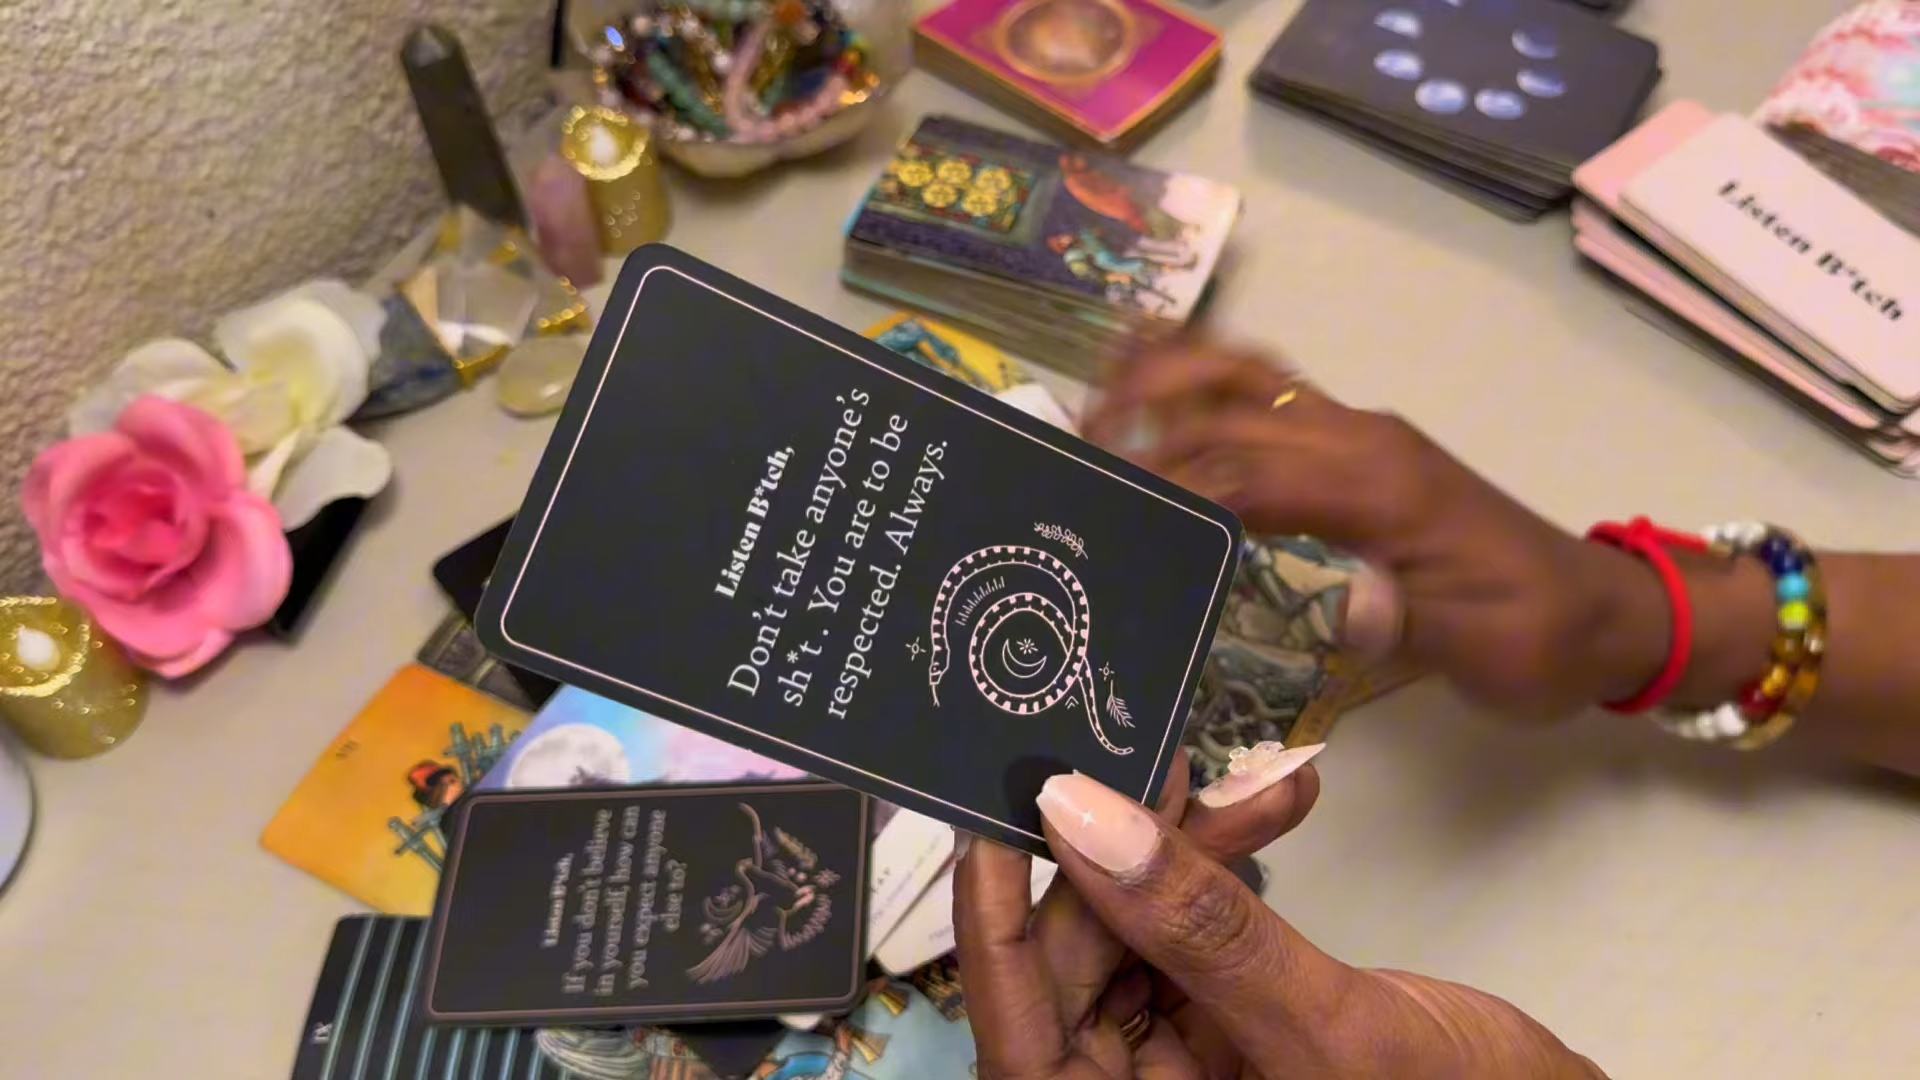 Listen B*tch,
Don't take anyone's
sh*t. You are to be
respected. Always.
Listen B*tch,
If you don't believe
in yourself, how can
you expect anyone
else to?
Listen B*tch
IX